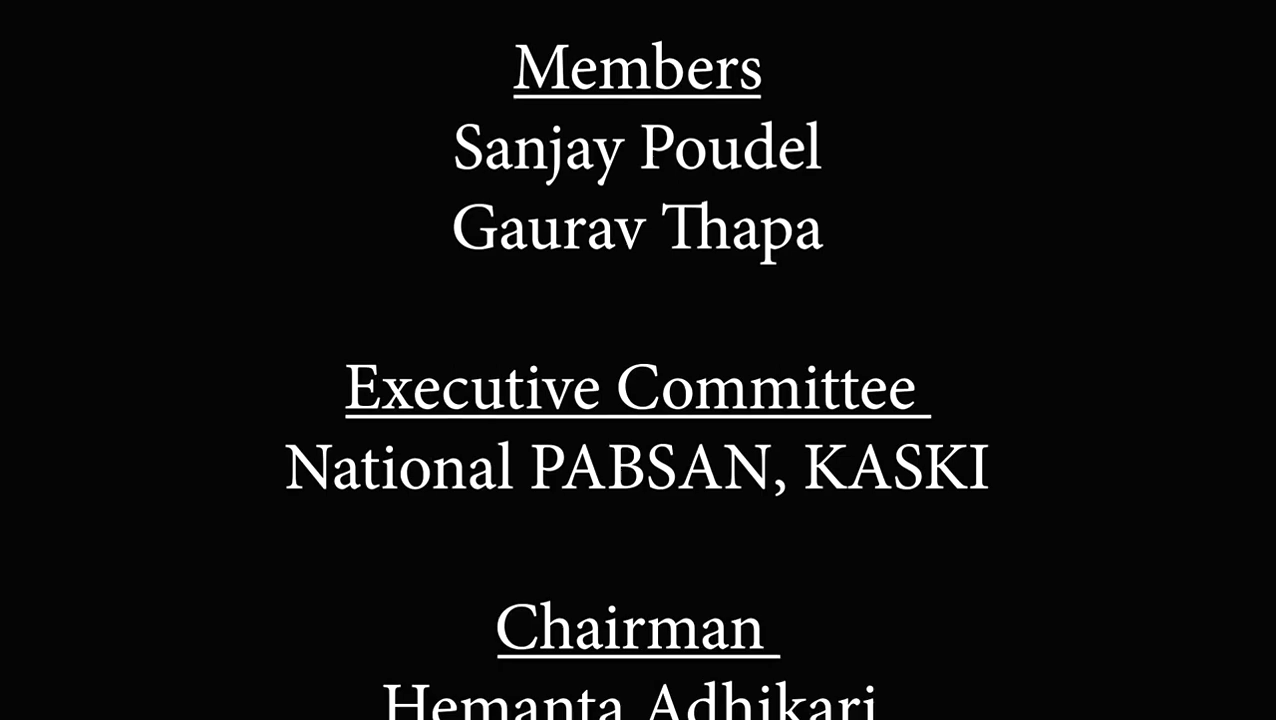 Members
Sanjay Poudel
Gaurav Thapa
Executive Committee
National PABSAN, KASKI
Chairman
Hemanta Adhikari